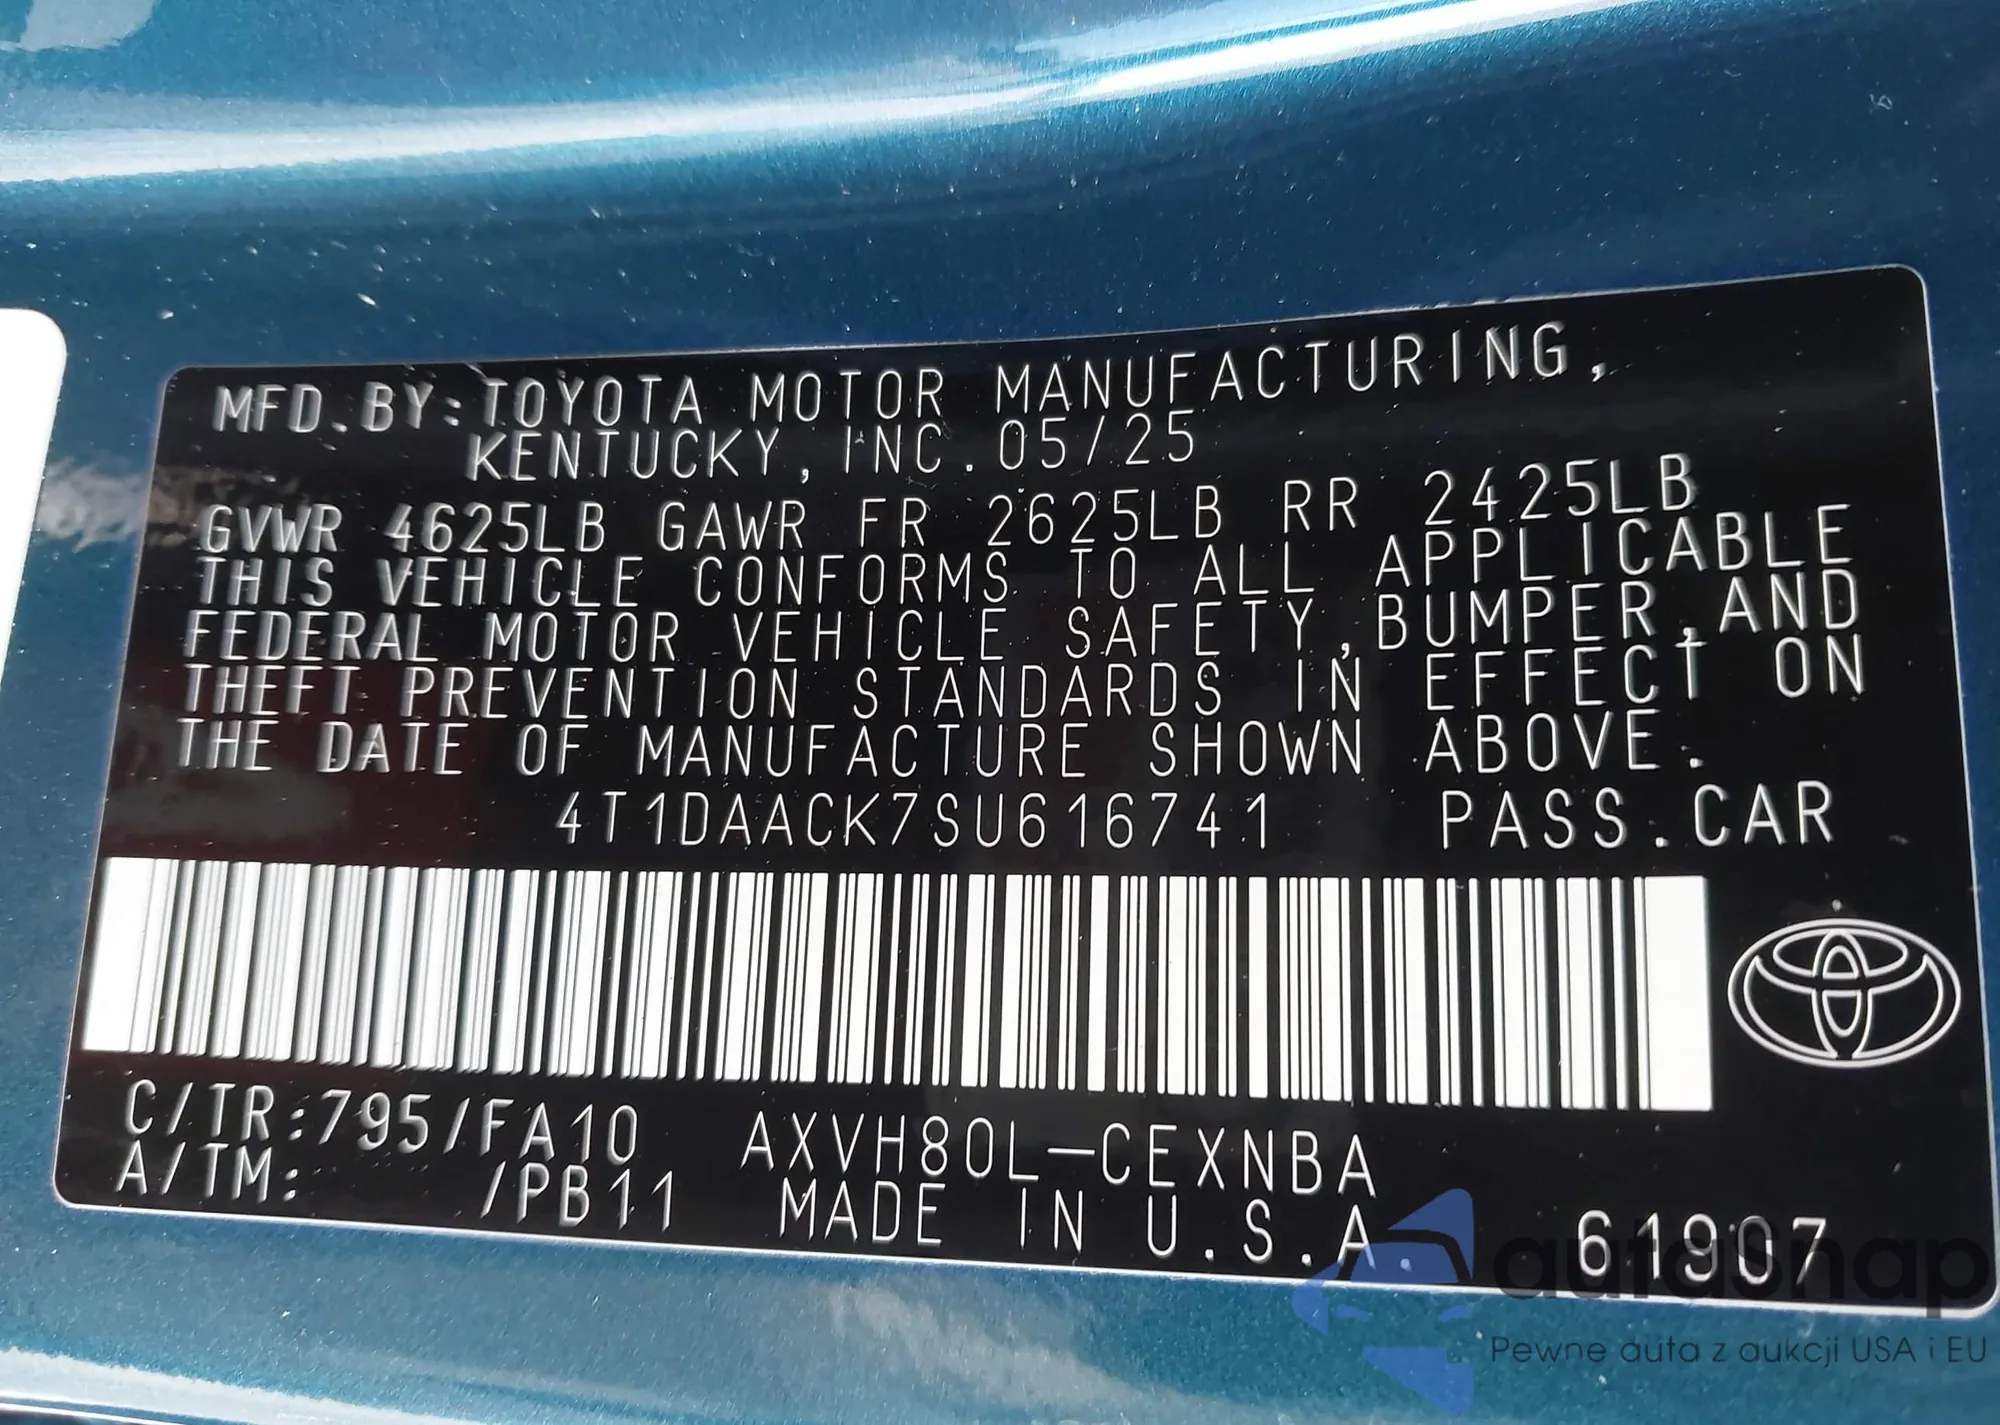 MFD.BY:TOYOTA MOTOR MANUFACTURING,
KENTUCKY, INC. 05/25
GVWR 4625LB GAWR FR 2625LB RR 2425LB
THIS VEHICLE CONFORMS TO ALL APPLICABLE
FEDERAL MOTOR VEHICLE SAFETY,BUMPER,AND
THEFT PREVENTION STANDARDS IN EFFECT ON
THE DATE OF MANUFACTURE SHOWN ABOVE.
4T1DAACK7SU616741 PASS.CAR
C/TR:795/FA10 AXVH80L-CEXNBA
A/TM: /PB11 MADE IN U.S.A. 61907
autosnap
Pewne auta z aukcji USA i EU